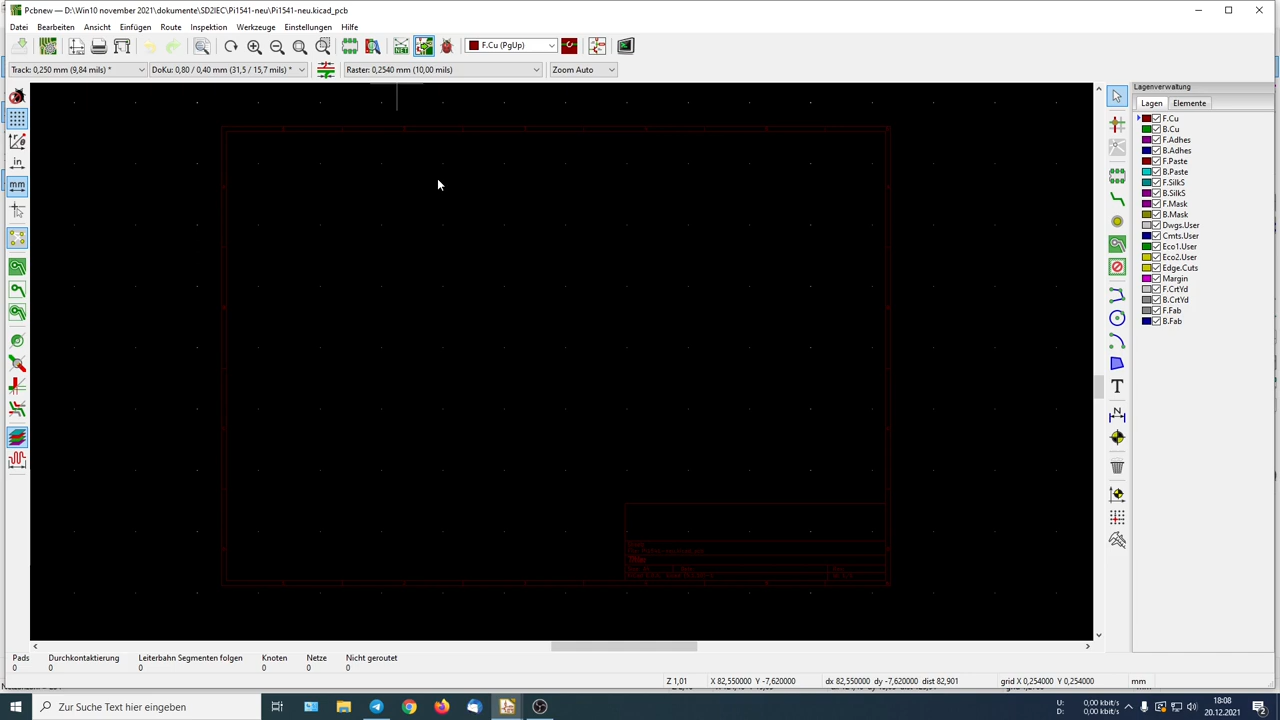 Pcbnew — D:\Win10 november 2021\dokumente\SD2IEC\Pi1541-neu\Pi1541-neu.kicad_pcb
Datei Bearbeiten Ansicht Einfügen Route Inspektion Werkzeuge Einstellungen Hilfe
NET F.Cu (PgUp)
Track: 0,250 mm (9,84 mils) * DoKu: 0,80 / 0,40 mm (31,5 / 15,7 mils) * Raster: 0,2540 mm (10,00 mils) Zoom Auto
Lagenverwaltung
Lagen Elemente
F.Cu
B.Cu
F.Adhes
B.Adhes
F.Paste
B.Paste
F.SilkS
B.SilkS
F.Mask
B.Mask
Dwgs.User
Cmts.User
Eco1.User
Eco2.User
Edge.Cuts
Margin
F.CrtYd
B.CrtYd
F.Fab
B.Fab
in
mm
T
N
Pads Durchkontaktierung Leiterbahn Segmenten folgen Knoten Netze Nicht geroutet
0 0 0 0 0 0
Z 1,01 X 82,550000 Y -7,620000 dx 82,550000 dy -7,620000 dist 82,901 grid X 0,254000 Y 0,254000 mm
Zur Suche Text hier eingeben
U: 0,00 kbit/s
D: 0,00 kbit/s
18:08
20.12.2021
2